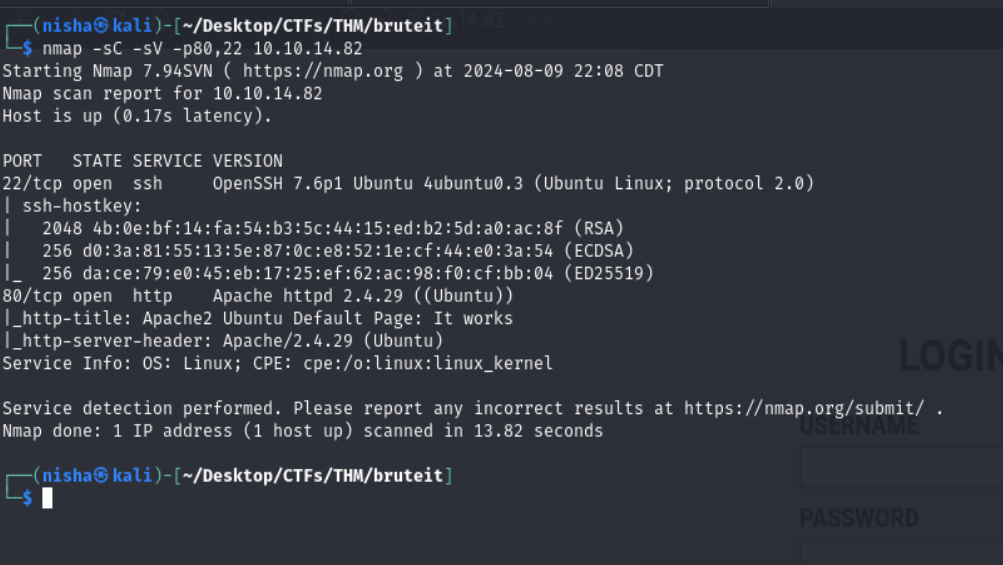 (nisha㉿kali)-[~/Desktop/CTFs/THM/bruteit]
$ nmap -sC -sV -p80,22 10.10.14.82
Starting Nmap 7.94SVN ( https://nmap.org ) at 2024-08-09 22:08 CDT
Nmap scan report for 10.10.14.82
Host is up (0.17s latency).
PORT   STATE SERVICE VERSION
22/tcp open  ssh     OpenSSH 7.6p1 Ubuntu 4ubuntu0.3 (Ubuntu Linux; protocol 2.0)
| ssh-hostkey:
|   2048 4b:0e:bf:14:fa:54:b3:5c:44:15:ed:b2:5d:a0:ac:8f (RSA)
|   256 d0:3a:81:55:13:5e:87:0c:e8:52:1e:cf:44:e0:3a:54 (ECDSA)
|_  256 da:ce:79:e0:45:eb:17:25:ef:62:ac:98:f0:cf:bb:04 (ED25519)
80/tcp open  http    Apache httpd 2.4.29 ((Ubuntu))
|_http-title: Apache2 Ubuntu Default Page: It works
|_http-server-header: Apache/2.4.29 (Ubuntu)
Service Info: OS: Linux; CPE: cpe:/o:linux:linux_kernel
LOGIN
Service detection performed. Please report any incorrect results at https://nmap.org/submit/ .
USERNAME
Nmap done: 1 IP address (1 host up) scanned in 13.82 seconds
(nisha㉿kali)-[~/Desktop/CTFs/THM/bruteit]
$
PASSWORD